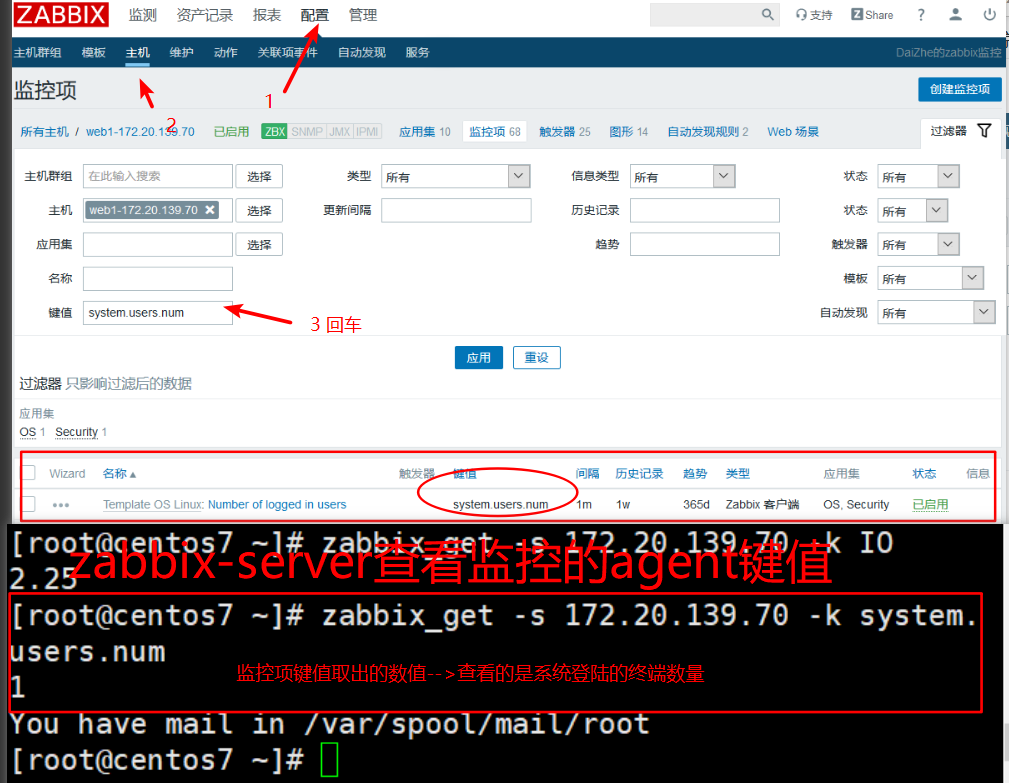 ZABBIX 监测 资产记录 报表 配置 管理 支持 Z Share ?
主机群组 模板 主机 维护 动作 关联项事件 自动发现 服务 DaiZhe的zabbix监控
1
监控项 创建监控项
2
所有主机 / web1-172.20.139.70 已启用 ZBX SNMP JMX IPMI 应用集 10 监控项 68 触发器 25 图形 14 自动发现规则 2 Web 场景 过滤器
主机群组 在此输入搜索 选择 类型 所有 信息类型 所有 状态 所有
主机 web1-172.20.139.70 选择 更新间隔 历史记录 状态 所有
应用集 选择 趋势 触发器 所有
名称 模板 所有
键值 system.users.num 自动发现 所有
3 回车
应用 重设
过滤器 只影响过滤后的数据
应用集
OS 1 Security 1
Wizard 名称 触发器 键值 间隔 历史记录 趋势 类型 应用集 状态 信息
Template OS Linux: Number of logged in users system.users.num 1m 1w 365d Zabbix 客户端 OS, Security 已启用
[root@centos7 ~]# zabbix_get -s 172.20.139.70 -k IO
zabbix-server查看监控的agent键值
2.25
[root@centos7 ~]# zabbix_get -s 172.20.139.70 -k system.
users.num
监控项键值取出的数值-->查看的是系统登陆的终端数量
1
You have mail in /var/spool/mail/root
[root@centos7 ~]#